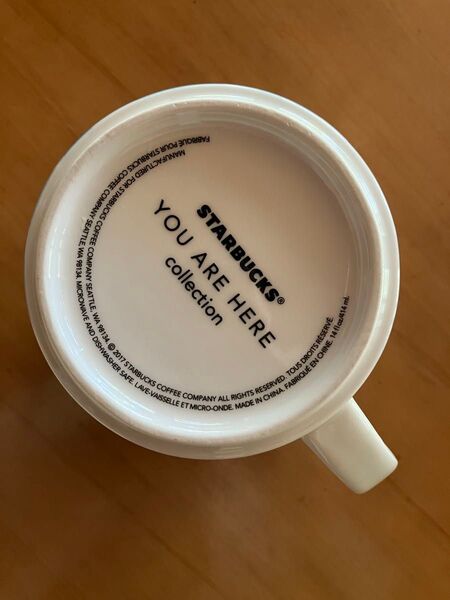 STARBUCKS®
YOU ARE HERE
collection
MANUFACTURED FOR STARBUCKS COFFEE COMPANY SEATTLE, WA 98134. © 2017 STARBUCKS COFFEE COMPANY ALL RIGHTS RESERVED. TOUS DROITS RÉSERVÉ.
FABRIQUÉ POUR STARBUCKS COFFEE COMPANY SEATTLE, WA 98134. MICROWAVE AND DISHWASHER SAFE. LAVE-VAISSELLE ET MICRO-ONDE. MADE IN CHINA. FABRIQUÉ EN CHINE. 14 fl oz/414 mL